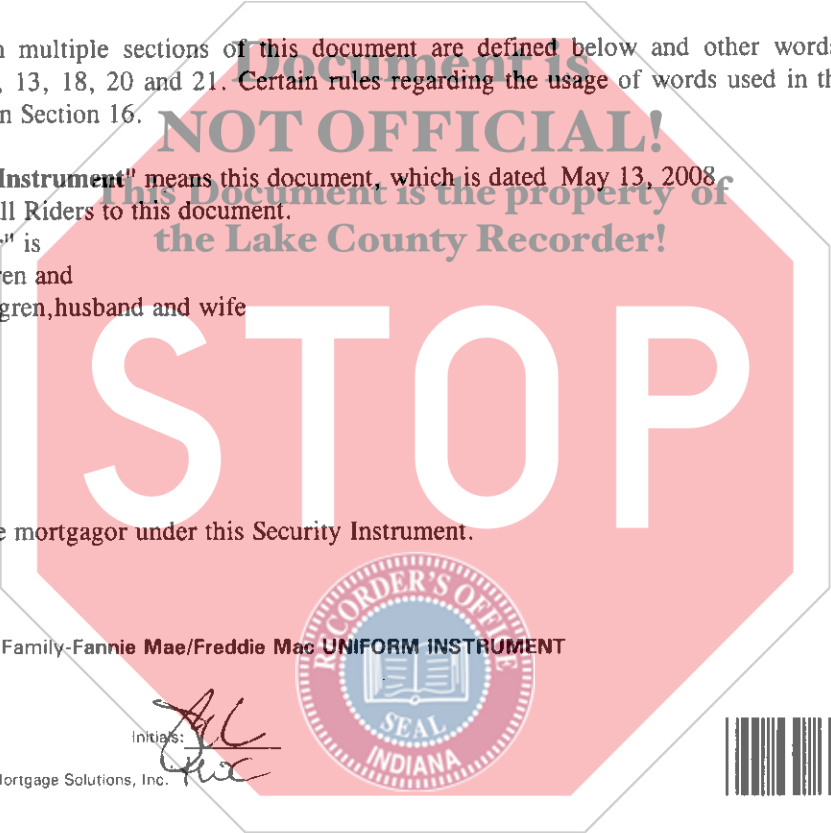 multiple sections of this document are defined below and other words
Document is
, 13, 18, 20 and 21. Certain rules regarding the usage of words used in th
n Section 16.
NOT OFFICIAL!
Instrument" means this document, which is dated May 13, 2008
This Document is the property of
ll Riders to this document.
the Lake County Recorder!
" is
ren and
gren,husband and wife
STOP
e mortgagor under this Security Instrument.
RECORDER'S OFFICE
Family-Fannie Mae/Freddie Mac UNIFORM INSTRUMENT
SEAL
INDIANA
Initials:
Mortgage Solutions, Inc.